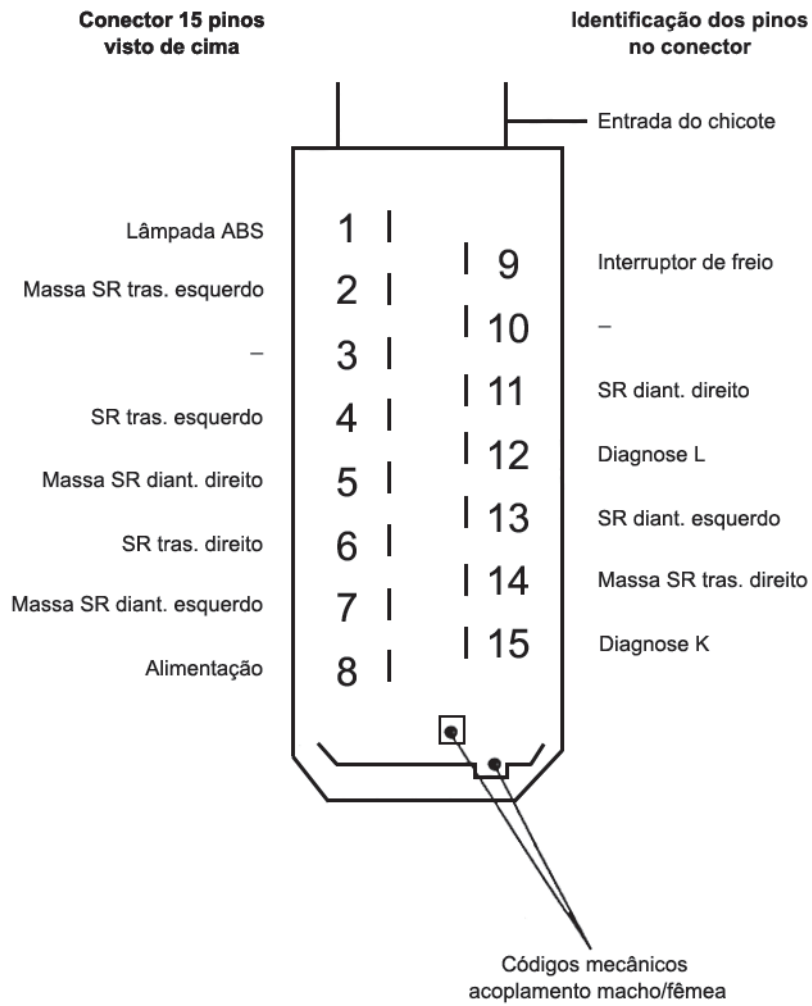 Conector 15 pinos
visto de cima
Identificação dos pinos
no conector
Entrada do chicote
Lâmpada ABS
1
9
Interruptor de freio
Massa SR tras. esquerdo
2
10
–
–
3
11
SR diant. direito
SR tras. esquerdo
4
12
Diagnose L
Massa SR diant. direito
5
13
SR diant. esquerdo
SR tras. direito
6
14
Massa SR tras. direito
Massa SR diant. esquerdo
7
15
Diagnose K
Alimentação
8
Códigos mecânicos
acoplamento macho/fêmea